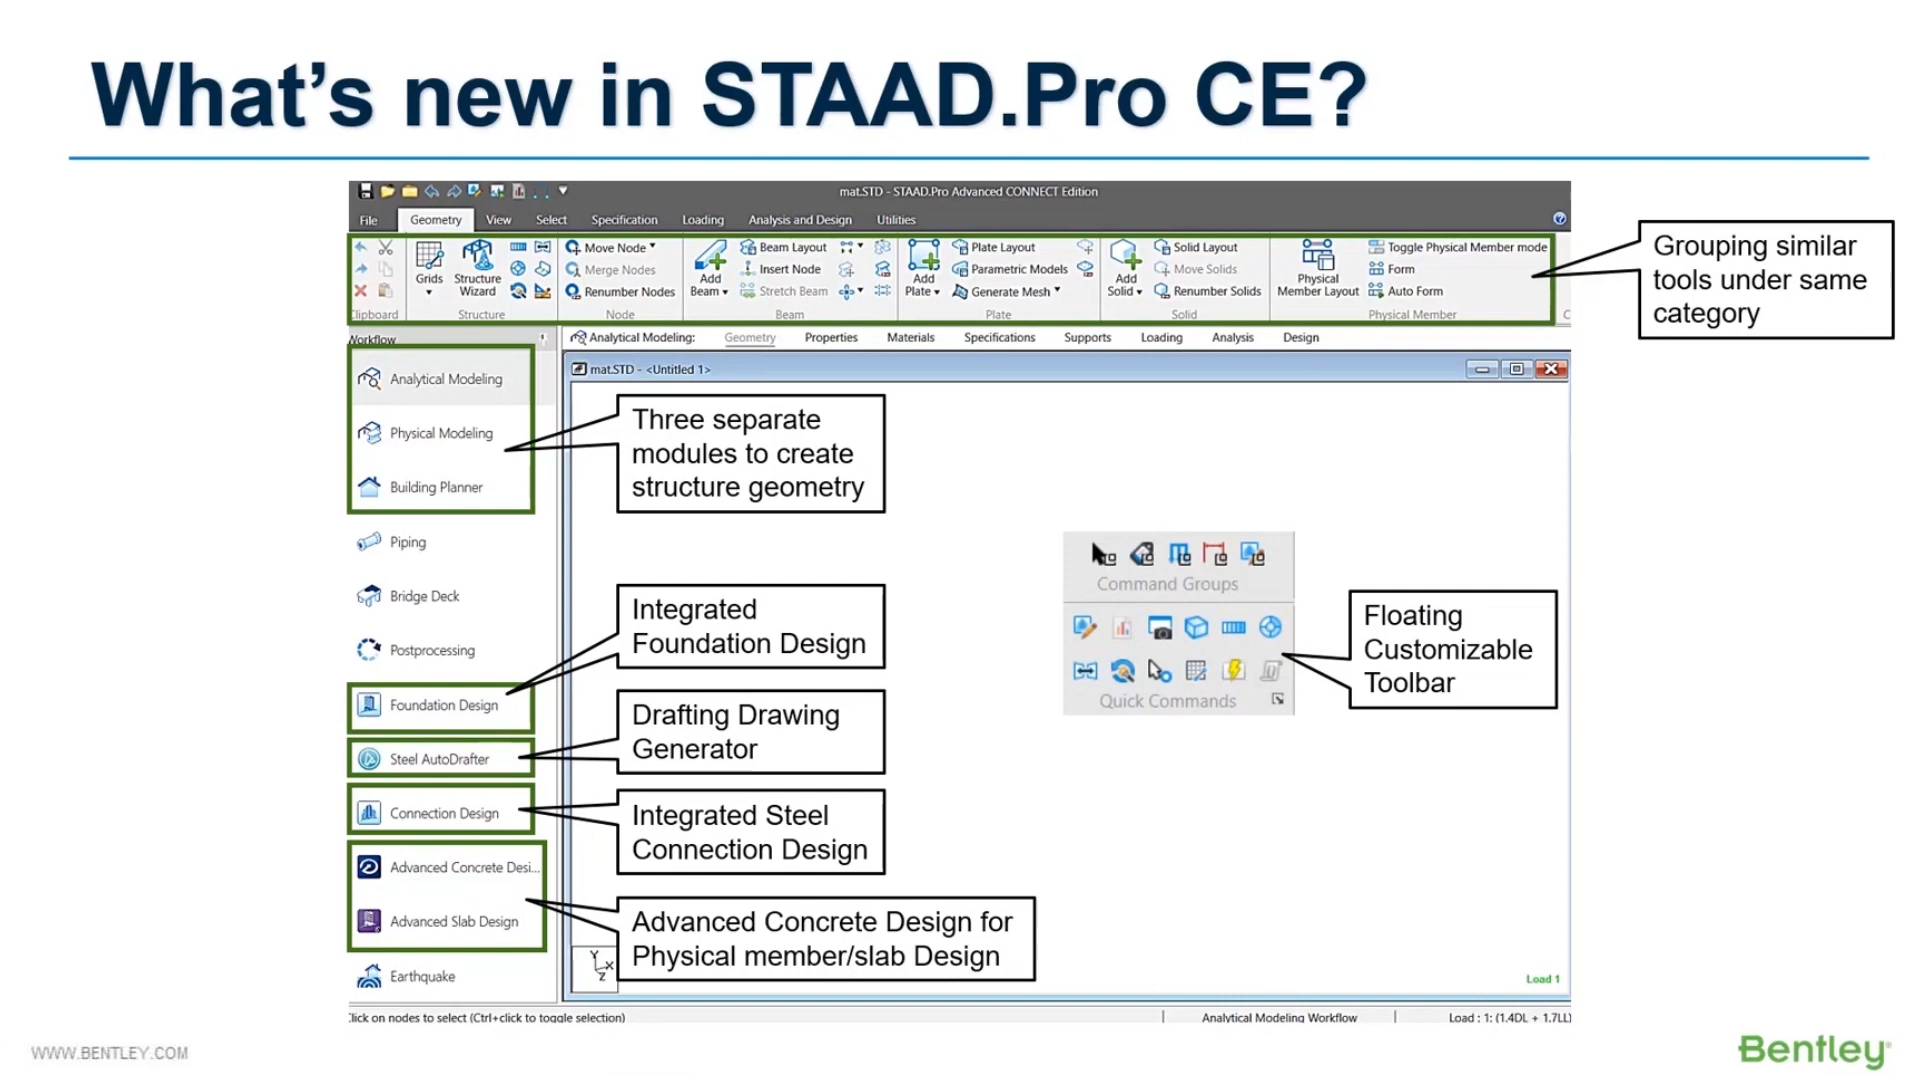 What's new in STAAD.Pro CE?
mat.STD - STAAD.Pro Advanced CONNECT Edition
File Geometry View Select Specification Loading Analysis and Design Utilities
Grids
Structure Wizard
Structure
Move Node
Merge Nodes
Renumber Nodes
Node
Add Beam
Beam Layout
Insert Node
Stretch Beam
Beam
Add Plate
Plate Layout
Parametric Models
Generate Mesh
Plate
Add Solid
Solid Layout
Move Solids
Renumber Solids
Solid
Physical Member Layout
Toggle Physical Member mode
Form
Auto Form
Physical Member
Grouping similar
tools under same
category
Analytical Modeling: Geometry Properties Materials Specifications Supports Loading Analysis Design
mat.STD - <Untitled 1>
Analytical Modeling
Physical Modeling
Building Planner
Piping
Bridge Deck
Postprocessing
Foundation Design
Steel AutoDrafter
Connection Design
Advanced Concrete Desi...
Advanced Slab Design
Earthquake
Three separate
modules to create
structure geometry
Integrated
Foundation Design
Drafting Drawing
Generator
Integrated Steel
Connection Design
Advanced Concrete Design for
Physical member/slab Design
Command Groups
Quick Commands
Floating
Customizable
Toolbar
Y
X
Z
Load 1
Analytical Modeling Workflow
Load : 1: (1.4DL + 1.7LL)
WWW.BENTLEY.COM
Bentley